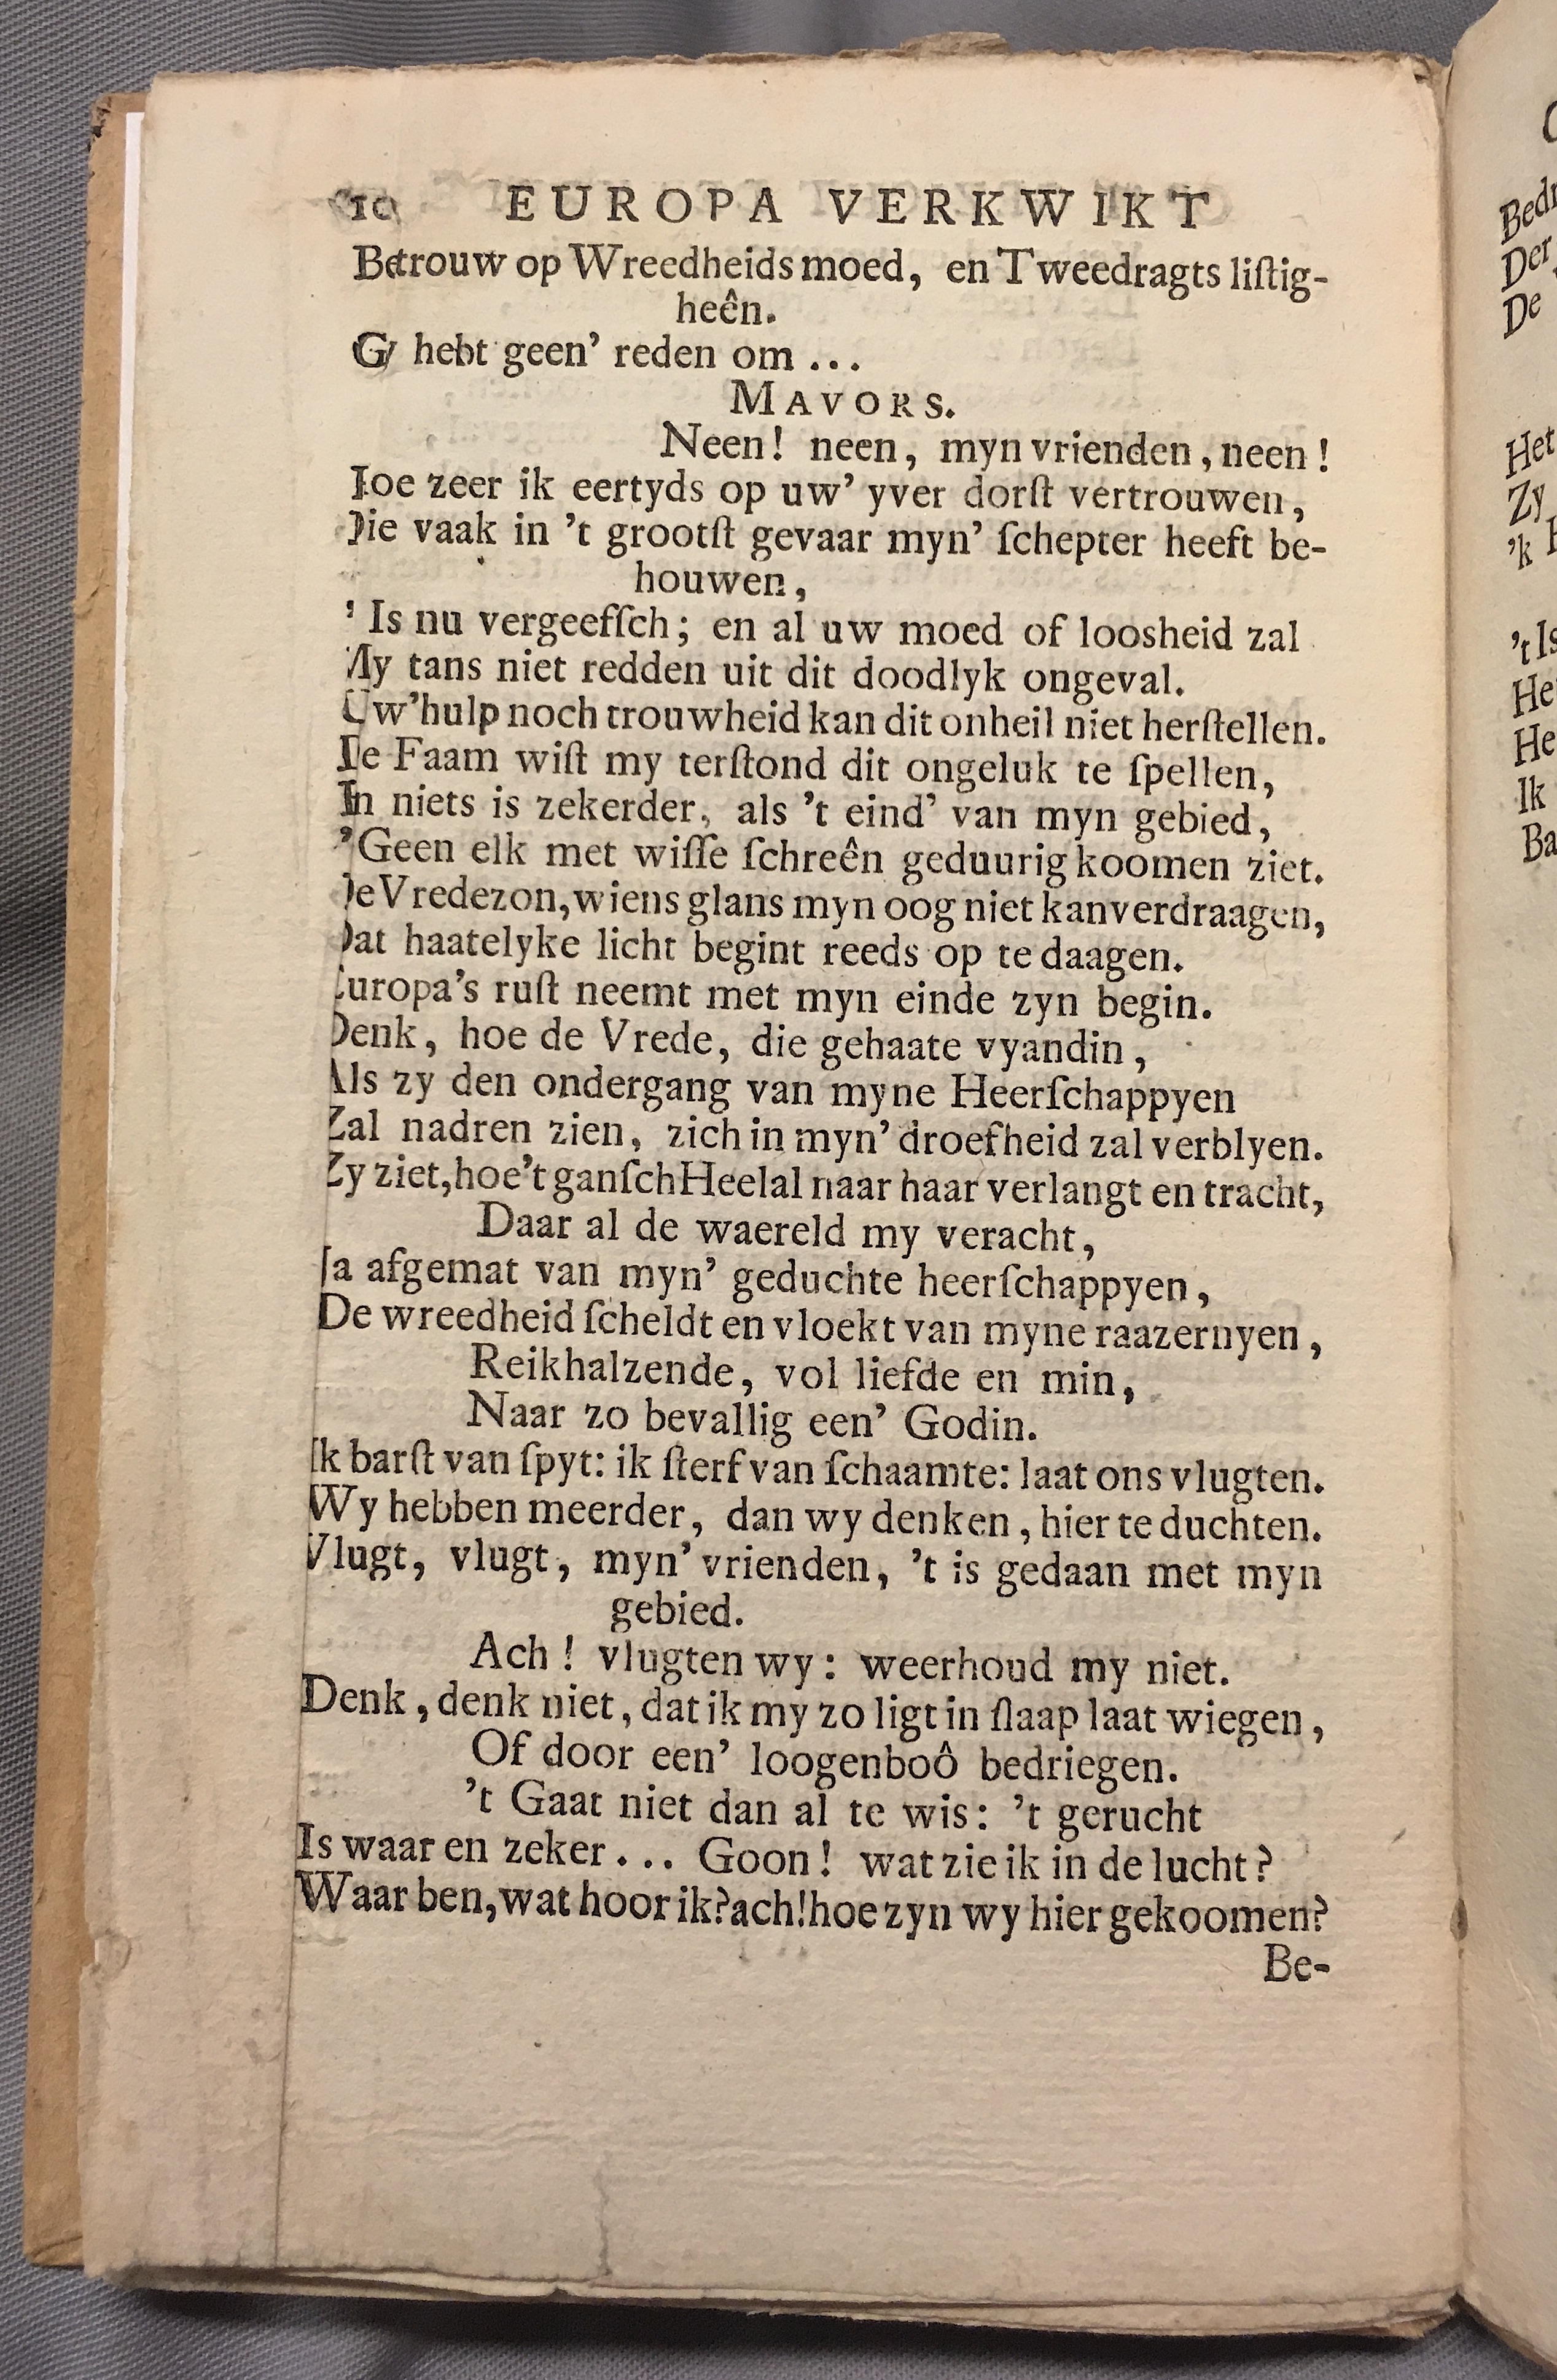 10 EUROPA VERKWIKT
Betrouw op Wreedheids moed, en Tweedragts liſtig-
heên.
Gy hebt geen' reden om ...
MAVORS.
Neen! neen, myn vrienden, neen!
Hoe zeer ik eertyds op uw' yver dorſt vertrouwen,
Die vaak in 't grootſt gevaar myn' ſchepter heeft be-
houwen,
't Is nu vergeefſch; en al uw moed of loosheid zal
My tans niet redden uit dit doodlyk ongeval.
Uw' hulp noch trouwheid kan dit onheil niet herſtellen.
De Faam wiſt my terſtond dit ongeluk te ſpellen,
En niets is zekerder, als 't eind' van myn gebied,
'Geen elk met wiſſe ſchreên geduurig koomen ziet.
De Vredezon, wiens glans myn oog niet kan verdraagen,
Dat haatelyke licht begint reeds op te daagen.
Europa's ruſt neemt met myn einde zyn begin.
Denk, hoe de Vrede, die gehaate vyandin,
Als zy den ondergang van myne Heerſchappyen
Zal nadren zien, zich in myn' droefheid zal verblyen.
Zy ziet, hoe 't ganſch Heelal naar haar verlangt en tracht,
Daar al de waereld my veracht,
Ja afgemat van myn' geduchte heerſchappyen,
De wreedheid ſcheldt en vloekt van myne raazernyen,
Reikhalzende, vol liefde en min,
Naar zo bevallig een' Godin.
Ik barſt van ſpyt: ik ſterf van ſchaamte: laat ons vlugten.
Wy hebben meerder, dan wy denken, hier te duchten.
Vlugt, vlugt, myn' vrienden, 't is gedaan met myn
gebied.
Ach! vlugten wy: weerhoud my niet.
Denk, denk niet, dat ik my zo ligt in ſlaap laat wiegen,
Of door een' loogenboô bedriegen.
't Gaat niet dan al te wis: 't gerucht
Is waar en zeker... Goon! wat zie ik in de lucht?
Waar ben, wat hoor ik? ach! hoe zyn wy hier gekoomen?
Be-
Bedr
Der
De
Het
Zy
'k
't Is
He
He
Ik
Ba